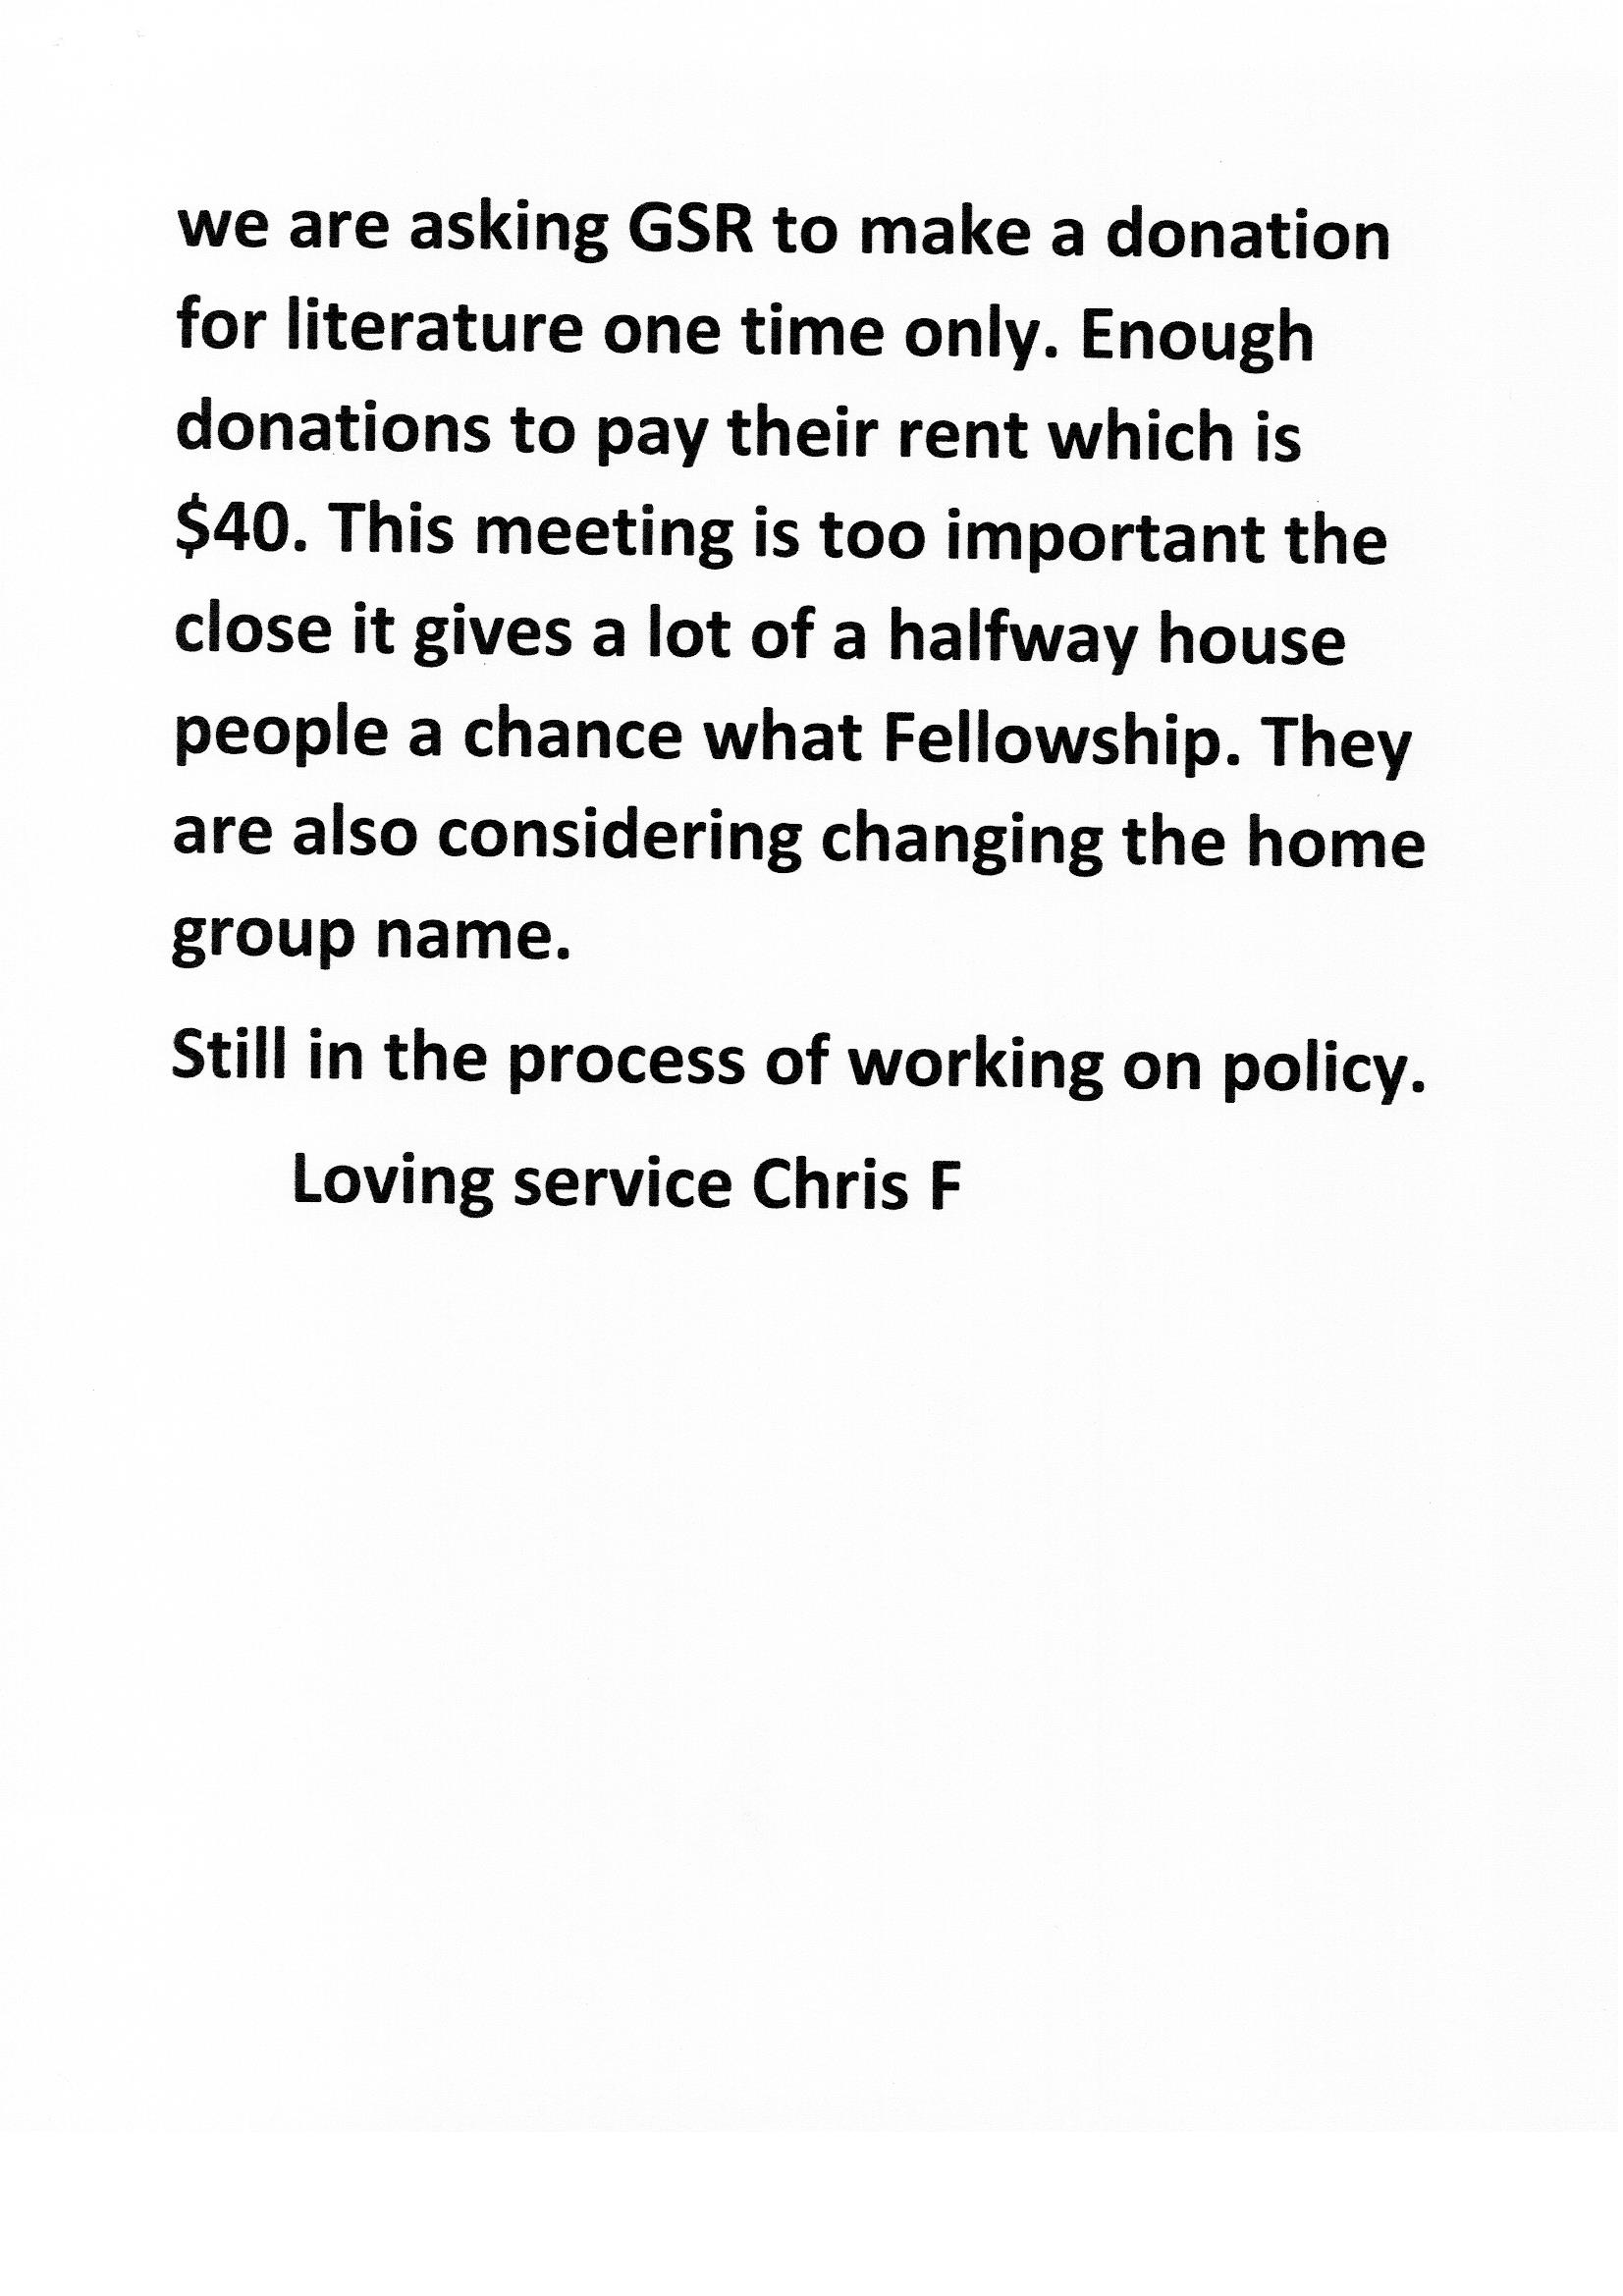 we are asking GSR to make a donation
for literature one time only. Enough
donations to pay their rent which is
$40. This meeting is too important the
close it gives a lot of a halfway house
people a chance what Fellowship. They
are also considering changing the home
group name.
Still in the process of working on policy.
Loving service Chris F